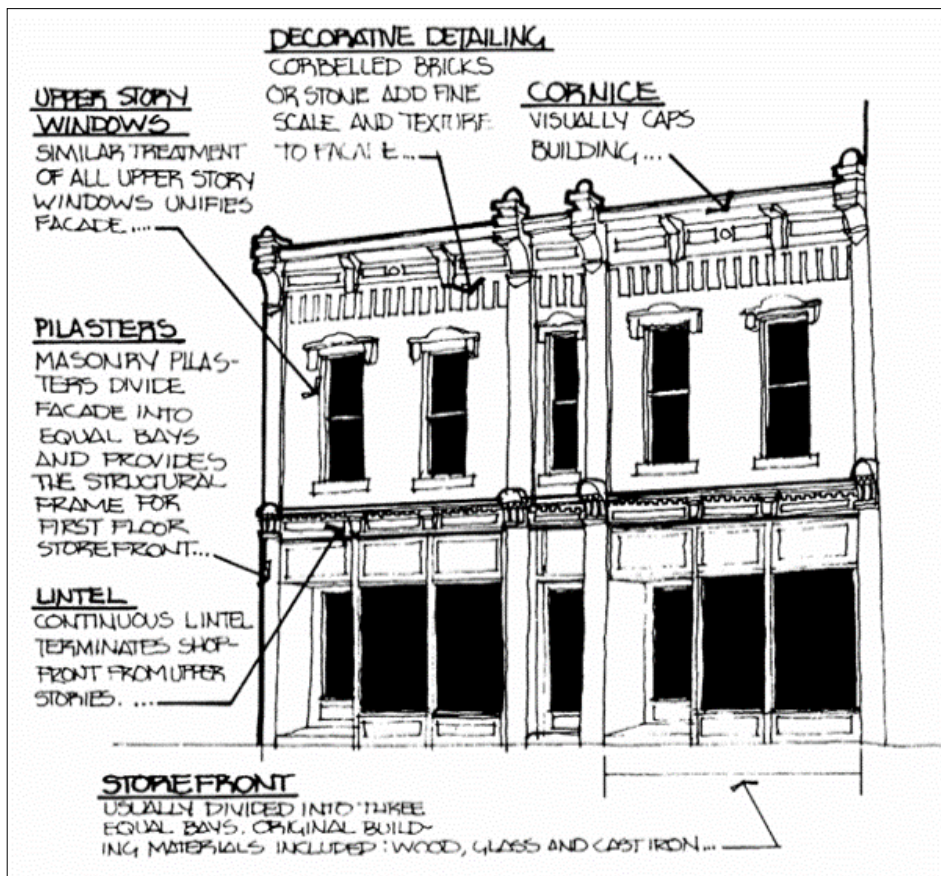 DECORATIVE DETAILING
CORBELLED BRICKS
OR STONE ADD FINE
SCALE AND TEXTURE
TO FACADE...
CORNICE
VISUALLY CAPS
BUILDING...
UPPER STORY
WINDOWS
SIMILAR TREATMENT
OF ALL UPPER STORY
WINDOWS UNIFIES
FACADE....
PILASTERS
MASONRY PILAS-
TERS DIVIDE
FACADE INTO
EQUAL BAYS
AND PROVIDES
THE STRUCTURAL
FRAME FOR
FIRST FLOOR
STOREFRONT...
LINTEL
CONTINUOUS LINTEL
TERMINATES SHOP-
FRONT FROM UPPER
STORIES. ....
STOREFRONT
USUALLY DIVIDED INTO THREE
EQUAL BAYS. ORIGINAL BUILD-
ING MATERIALS INCLUDED: WOOD, GLASS AND CAST IRON...